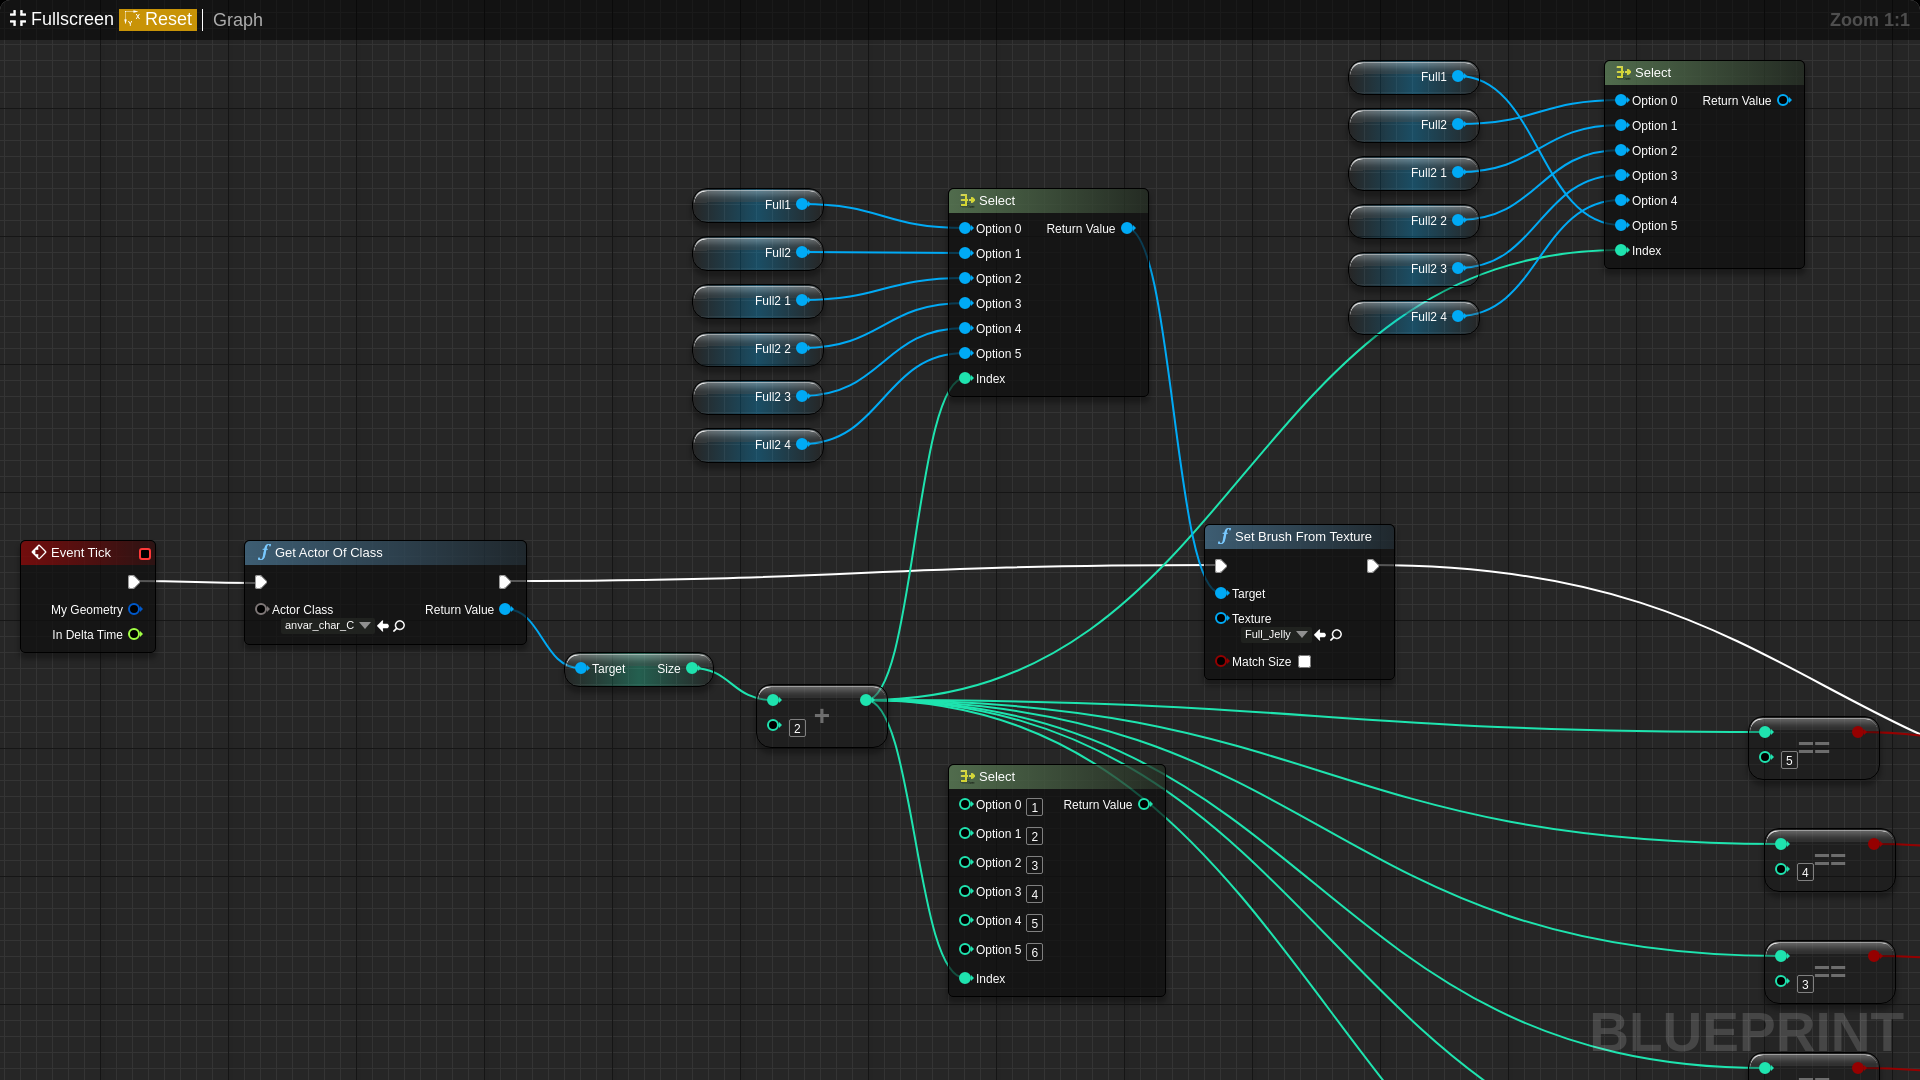 Fullscreen Reset Graph
Zoom 1:1
Full1
Full2
Full2 1
Full2 2
Full2 3
Full2 4
Select
Option 0 Return Value
Option 1
Option 2
Option 3
Option 4
Option 5
Index
Full1
Full2
Full2 1
Full2 2
Full2 3
Full2 4
Select
Option 0 Return Value
Option 1
Option 2
Option 3
Option 4
Option 5
Index
Event Tick
My Geometry
In Delta Time
Get Actor Of Class
Actor Class Return Value
anvar_char_C
Target Size
2 +
Set Brush From Texture
Target
Texture
Full_Jelly
Match Size
Select
Option 0 1 Return Value
Option 1 2
Option 2 3
Option 3 4
Option 4 5
Option 5 6
Index
5 ==
4 ==
3 ==
BLUEPRINT